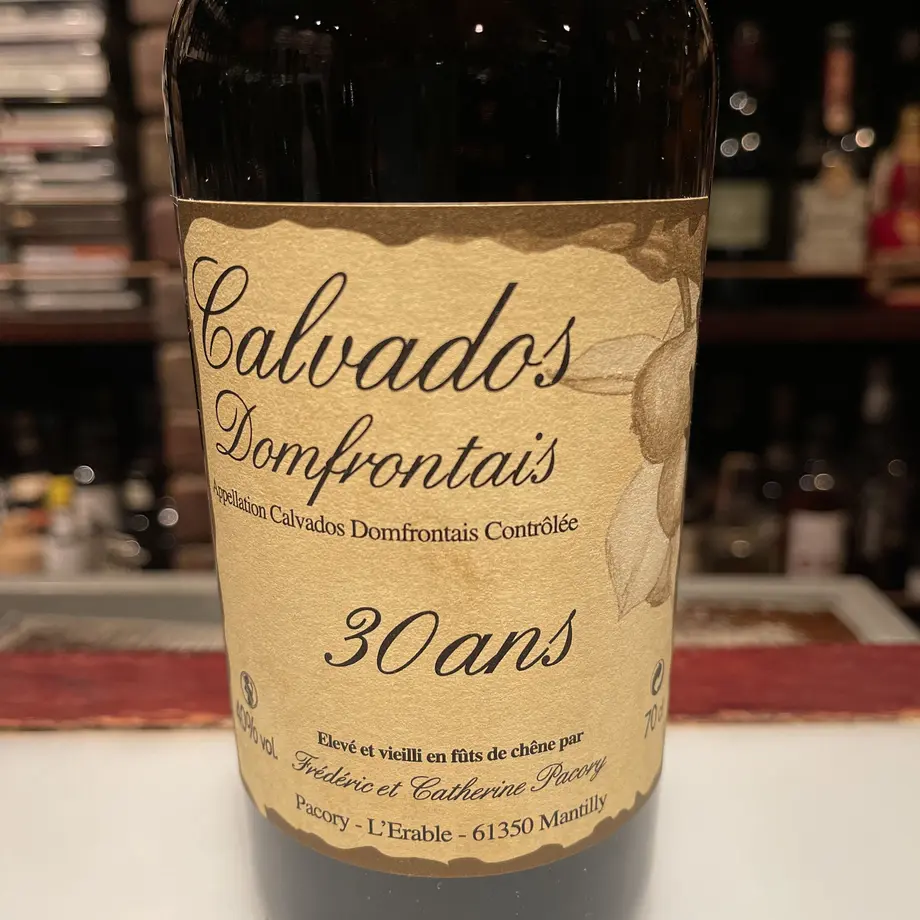 Calvados
Domfrontais
Appellation Calvados Domfrontais Contrôlée
30 ans
40% vol.
70 c
Elevé et vieilli en fûts de chêne par
Frédéric et Catherine Pacory
Pacory - L'Erable - 61350 Mantilly